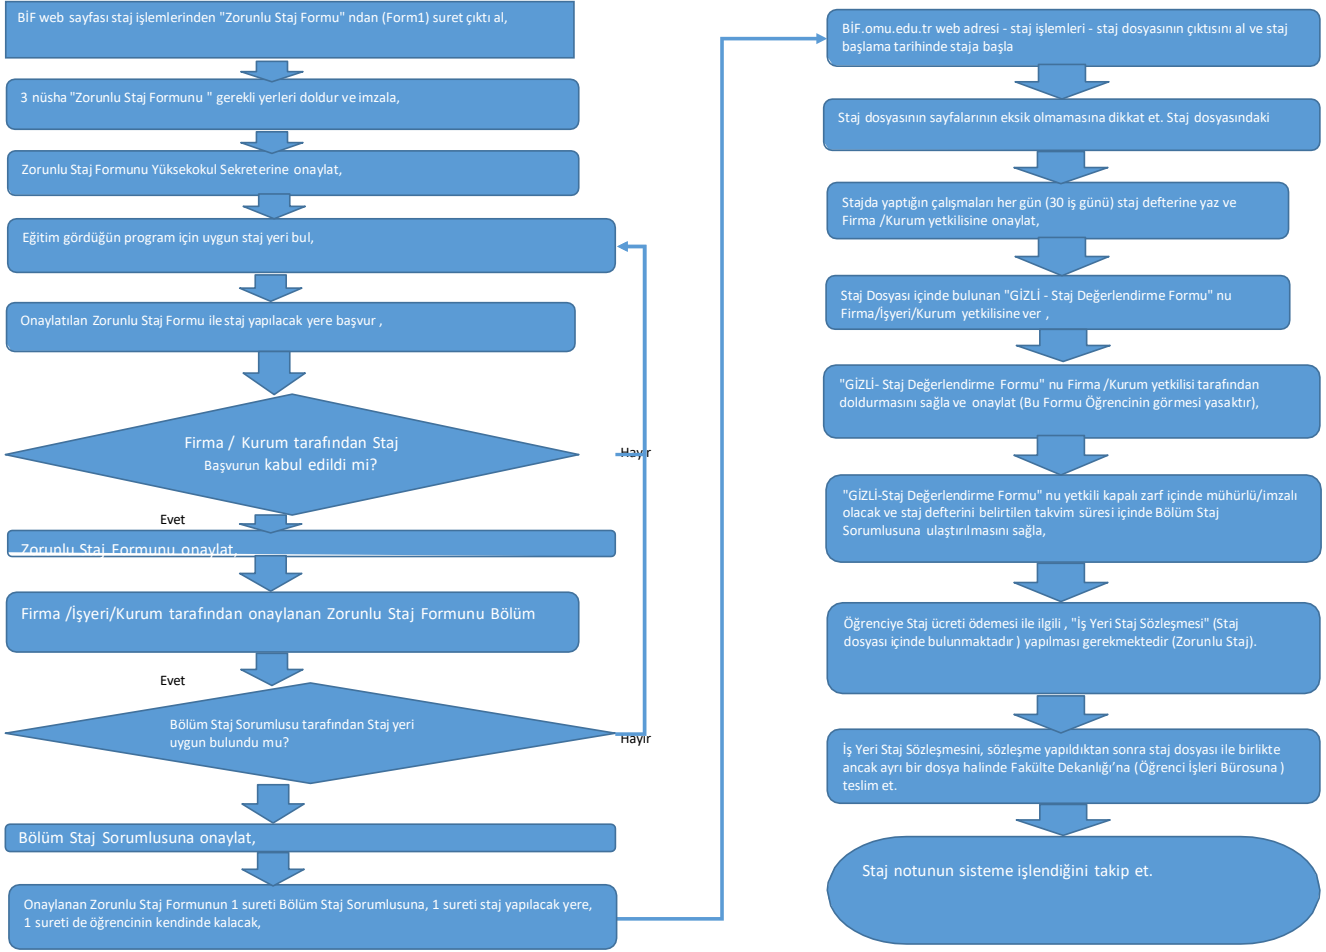 BİF web sayfası staj işlemlerinden "Zorunlu Staj Formu" ndan (Form1) suret çıktı al,
3 nüsha "Zorunlu Staj Formunu " gerekli yerleri doldur ve imzala,
Zorunlu Staj Formunu Yüksekokul Sekreterine onaylat,
Eğitim gördüğün program için uygun staj yeri bul,
Onaylatılan Zorunlu Staj Formu ile staj yapılacak yere başvur ,
Firma / Kurum tarafından Staj
Başvurun kabul edildi mi?
Hayır
Evet
Zorunlu Staj Formunu onaylat,
Firma /İşyeri/Kurum tarafından onaylanan Zorunlu Staj Formunu Bölüm
Evet
Bölüm Staj Sorumlusu tarafından Staj yeri
uygun bulundu mu?
Hayır
Bölüm Staj Sorumlusuna onaylat,
Onaylanan Zorunlu Staj Formunun 1 sureti Bölüm Staj Sorumlusuna, 1 sureti staj yapılacak yere,
1 sureti de öğrencinin kendinde kalacak,
BİF.omu.edu.tr web adresi - staj işlemleri - staj dosyasının çıktısını al ve staj
başlama tarihinde staja başla
Staj dosyasının sayfalarının eksik olmamasına dikkat et. Staj dosyasındaki
Stajda yaptığın çalışmaları her gün (30 iş günü) staj defterine yaz ve
Firma /Kurum yetkilisine onaylat,
Staj Dosyası içinde bulunan "GİZLİ - Staj Değerlendirme Formu" nu
Firma/İşyeri/Kurum yetkilisine ver ,
"GİZLİ- Staj Değerlendirme Formu" nu Firma /Kurum yetkilisi tarafından
doldurmasını sağla ve onaylat (Bu Formu Öğrencinin görmesi yasaktır),
"GİZLİ-Staj Değerlendirme Formu" nu yetkili kapalı zarf içinde mühürlü/imzalı
olacak ve staj defterini belirtilen takvim süresi içinde Bölüm Staj
Sorumlusuna ulaştırılmasını sağla,
Öğrenciye Staj ücreti ödemesi ile ilgili , "İş Yeri Staj Sözleşmesi" (Staj
dosyası içinde bulunmaktadır ) yapılması gerekmektedir (Zorunlu Staj).
İş Yeri Staj Sözleşmesini, sözleşme yapıldıktan sonra staj dosyası ile birlikte
ancak ayrı bir dosya halinde Fakülte Dekanlığı’na (Öğrenci İşleri Bürosuna )
teslim et.
Staj notunun sisteme işlendiğini takip et.